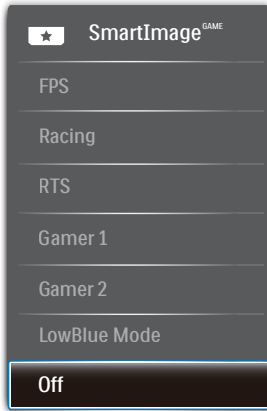 SmartImage GAME
FPS
Racing
RTS
Gamer 1
Gamer 2
LowBlue Mode
Off